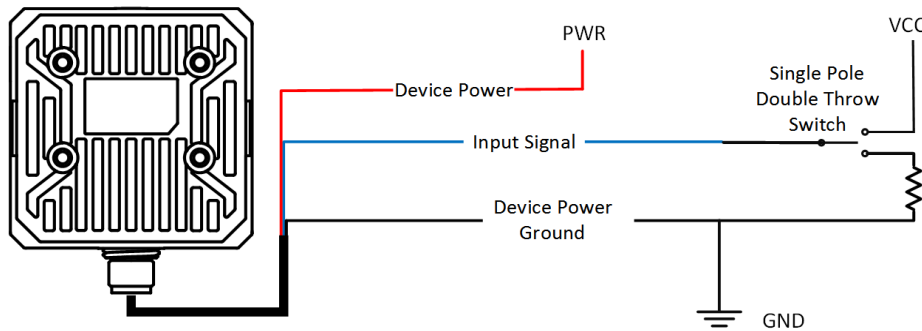 PWR
VCC
Device Power
Single Pole
Double Throw
Switch
Input Signal
Device Power
Ground
GND